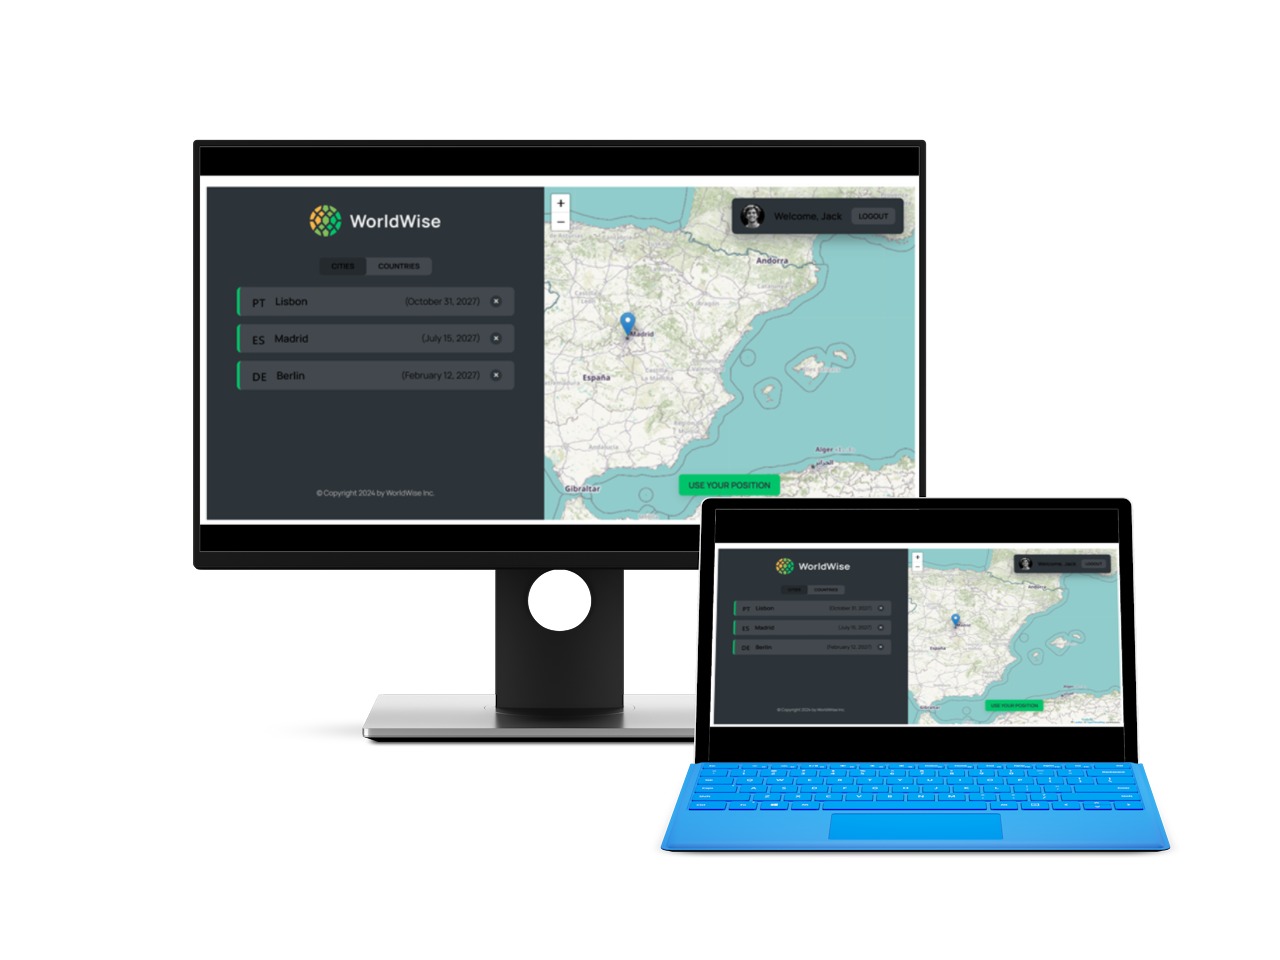 WorldWise
CITIES COUNTRIES
PT Lisbon (October 31, 2027)
ES Madrid (July 15, 2027)
DE Berlin (February 12, 2027)
© Copyright 2024 by WorldWise Inc.
+
−
Welcome, Jack LOGOUT
Andorra
Madrid
España
Alger
Gibraltar
USE YOUR POSITION
WorldWise
CITIES COUNTRIES
PT Lisbon (October 31, 2027)
ES Madrid (July 15, 2027)
DE Berlin (February 12, 2027)
© Copyright 2024 by WorldWise Inc.
+
−
Welcome, Jack LOGOUT
Andorra
España
Alger
Gibraltar
USE YOUR POSITION